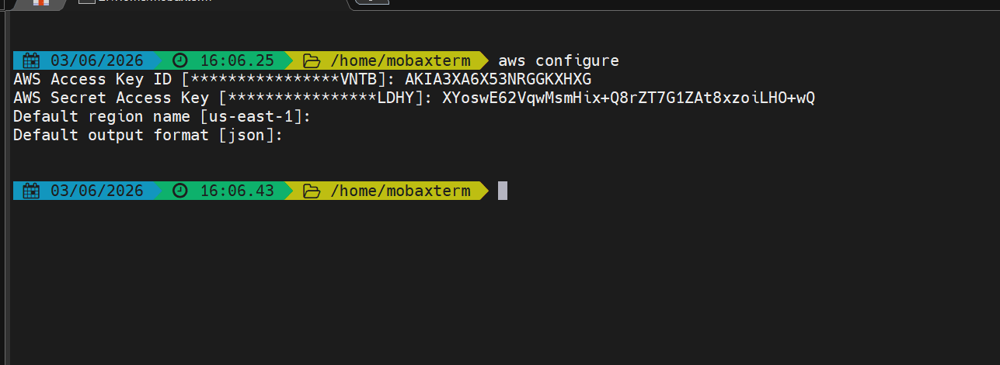 03/06/2026 16:06.25 /home/mobaxterm aws configure
AWS Access Key ID [****************VNTB]: AKIA3XA6X53NRGGKXHXG
AWS Secret Access Key [****************LDHY]: 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
Default region name [us-east-1]:
Default output format [json]:
03/06/2026 16:06.43 /home/mobaxterm